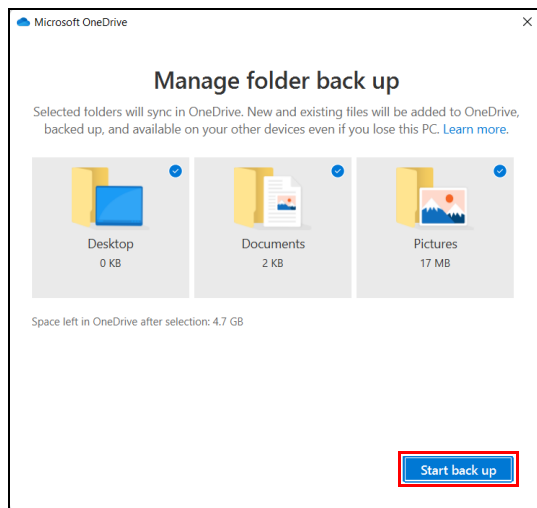 Microsoft OneDrive
Manage folder back up
Selected folders will sync in OneDrive. New and existing files will be added to OneDrive,
backed up, and available on your other devices even if you lose this PC. Learn more.
Desktop
0 KB
Documents
2 KB
Pictures
17 MB
Space left in OneDrive after selection: 4.7 GB
Start back up